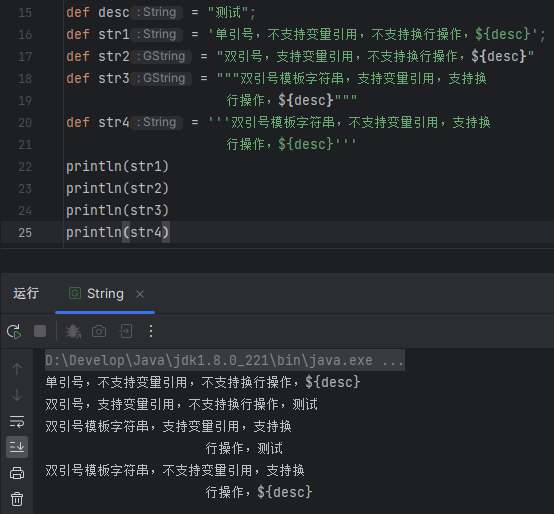 15 def desc :String = "测试";
16 def str1 :String = '单引号，不支持变量引用，不支持换行操作，${desc}';
17 def str2 :GString = "双引号，支持变量引用，不支持换行操作，${desc}"
18 def str3 :GString = """双引号模板字符串，支持变量引用，支持换
19 行操作，${desc}"""
20 def str4 :String = '''双引号模板字符串，不支持变量引用，支持换
21 行操作，${desc}'''
22 println(str1)
23 println(str2)
24 println(str3)
25 println(str4)
运行 String ×
D:\Develop\Java\jdk1.8.0_221\bin\java.exe ...
单引号，不支持变量引用，不支持换行操作，${desc}
双引号，支持变量引用，不支持换行操作，测试
双引号模板字符串，支持变量引用，支持换
行操作，测试
双引号模板字符串，不支持变量引用，支持换
行操作，${desc}